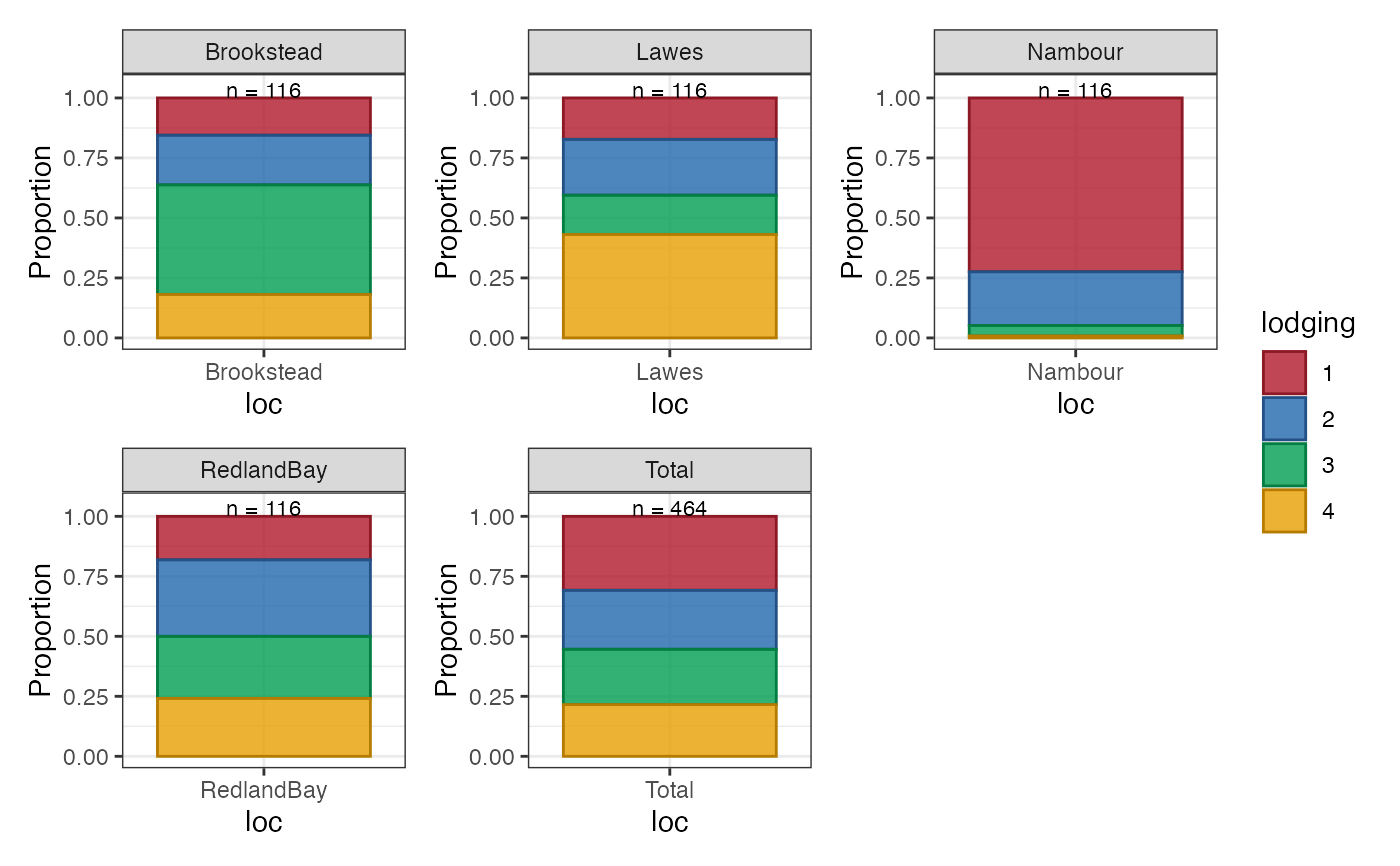 Brookstead
n = 116
1.00
0.75
0.50
0.25
0.00
Proportion
Brookstead
loc
Lawes
n = 116
1.00
0.75
0.50
0.25
0.00
Proportion
Lawes
loc
Nambour
n = 116
1.00
0.75
0.50
0.25
0.00
Proportion
Nambour
loc
RedlandBay
n = 116
1.00
0.75
0.50
0.25
0.00
Proportion
RedlandBay
loc
Total
n = 464
1.00
0.75
0.50
0.25
0.00
Proportion
Total
loc
lodging
1
2
3
4